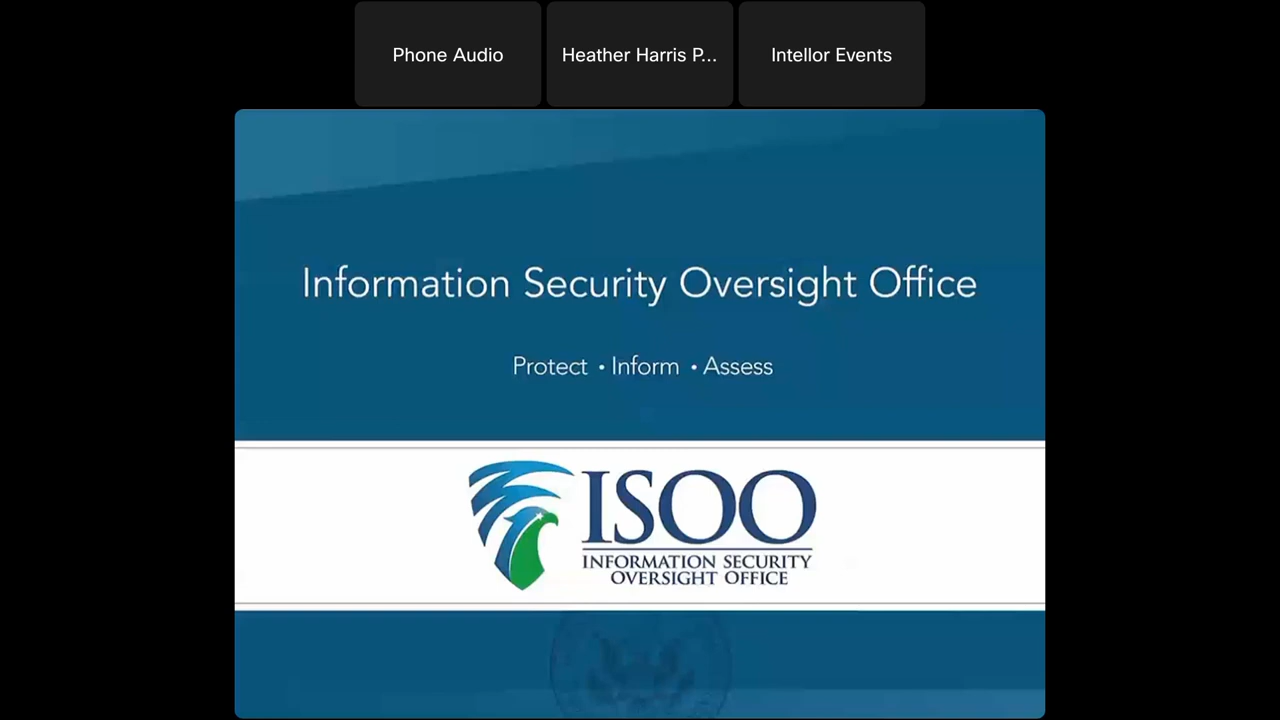 Phone Audio
Heather Harris P...
Intellor Events
Information Security Oversight Office
Protect • Inform • Assess
ISOO
INFORMATION SECURITY
OVERSIGHT OFFICE